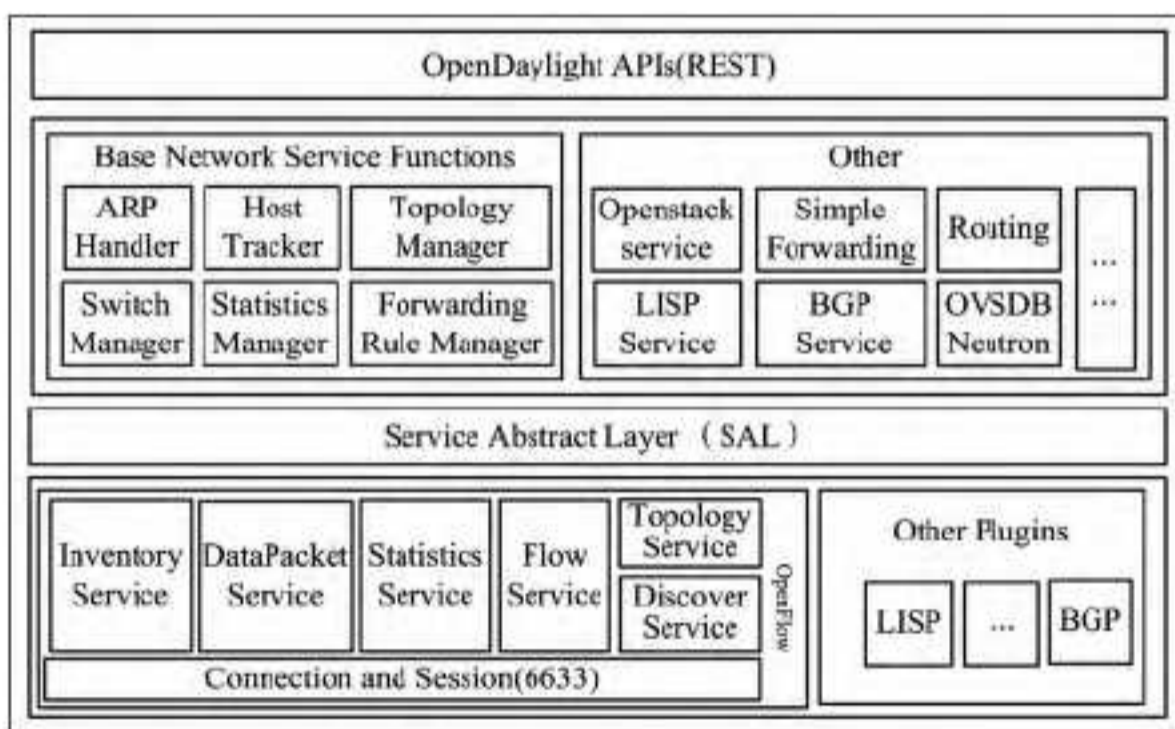 OpenDaylight APIs(REST)
Base Network Service Functions
ARP
Handler
Host
Tracker
Topology
Manager
Switch
Manager
Statistics
Manager
Forwarding
Rule Manager
Other
Openstack
service
Simple
Forwarding
Routing
LISP
Service
BGP
Service
OVSDB
Neutron
...
...
Service Abstract Layer （SAL）
Inventory
Service
DataPacket
Service
Statistics
Service
Flow
Service
Topology
Service
Discover
Service
OpenFlow
Connection and Session(6633)
Other Plugins
LISP
...
BGP